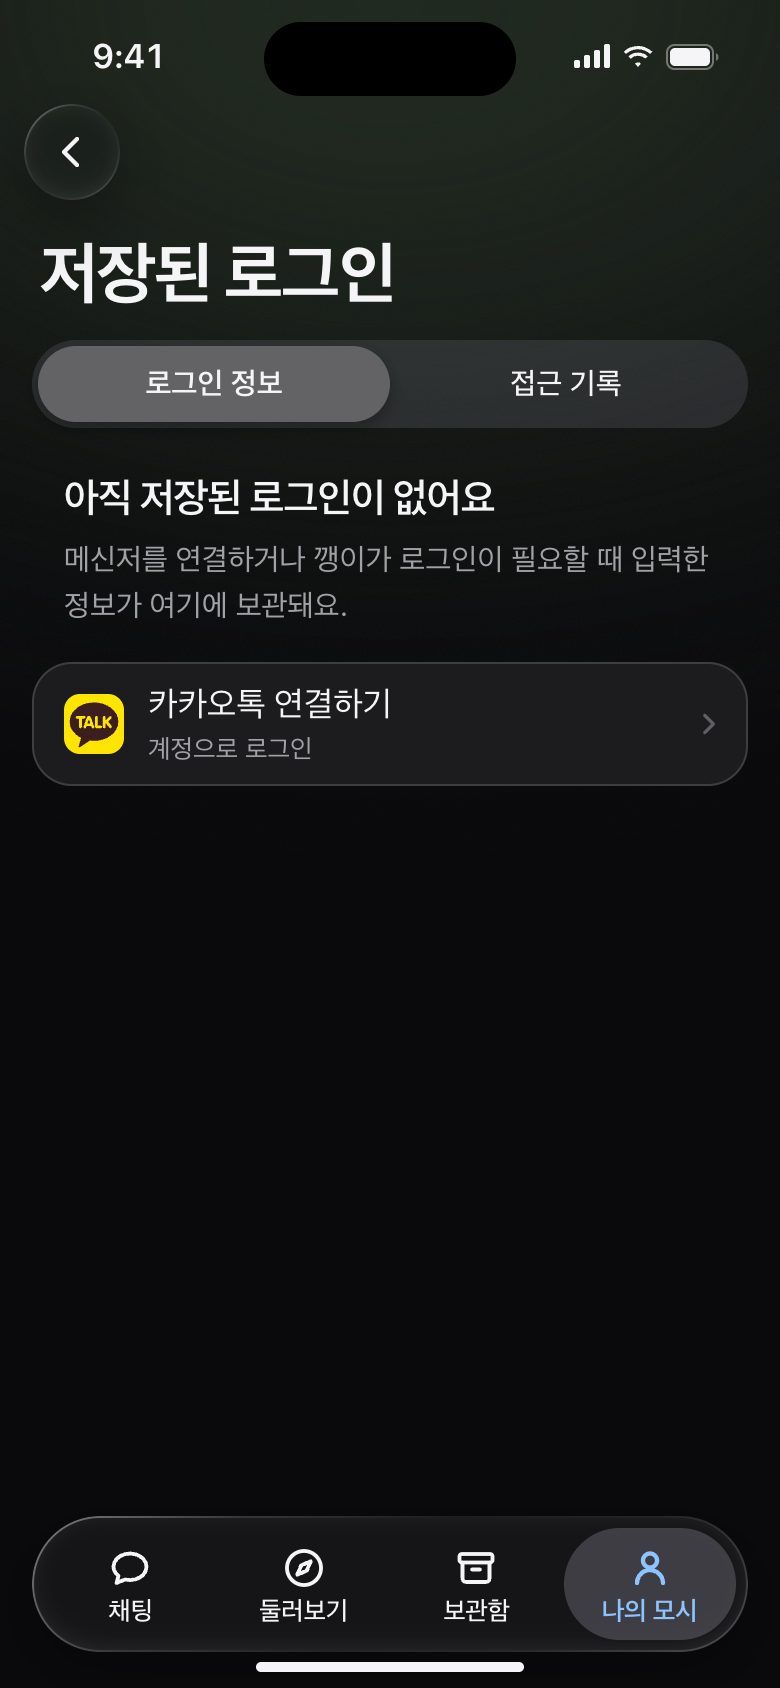 9:41
저장된 로그인
로그인 정보
접근 기록
아직 저장된 로그인이 없어요
메신저를 연결하거나 깽이가 로그인이 필요할 때 입력한
정보가 여기에 보관돼요.
TALK
카카오톡 연결하기
계정으로 로그인
채팅
둘러보기
보관함
나의 모시